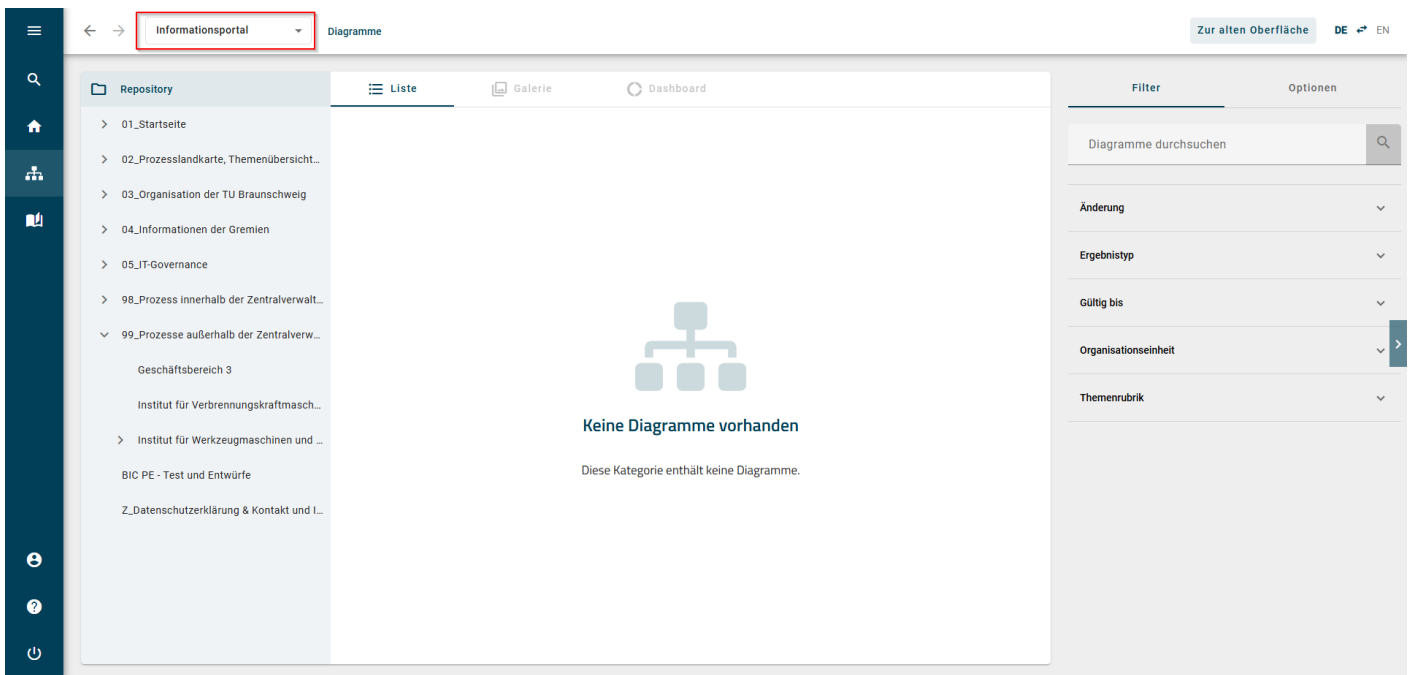 Informationsportal
Diagramme
Zur alten Oberfläche
DE
EN
Repository
01_Startseite
02_Prozesslandkarte, Themenübersicht...
03_Organisation der TU Braunschweig
04_Informationen der Gremien
05_IT-Governance
98_Prozess innerhalb der Zentralverwalt...
99_Prozesse außerhalb der Zentralverw...
Geschäftsbereich 3
Institut für Verbrennungskraftmasch...
Institut für Werkzeugmaschinen und ...
BIC PE - Test und Entwürfe
Z_Datenschutzerklärung & Kontakt und I...
Liste
Galerie
Dashboard
Keine Diagramme vorhanden
Diese Kategorie enthält keine Diagramme.
Filter
Optionen
Diagramme durchsuchen
Änderung
Ergebnistyp
Gültig bis
Organisationseinheit
Themenrubrik